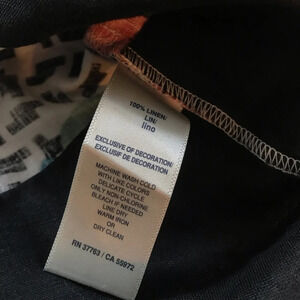 100% LINEN/
LIN/
lino
EXCLUSIVE OF DECORATION/
EXCLUSIF DE DECORATION
MACHINE WASH COLD
WITH LIKE COLORS
DELICATE CYCLE
ONLY NON-CHLORINE
BLEACH IF NEEDED
LINE DRY
WARM IRON
OR
DRY CLEAN
RN 37763 / CA 55972